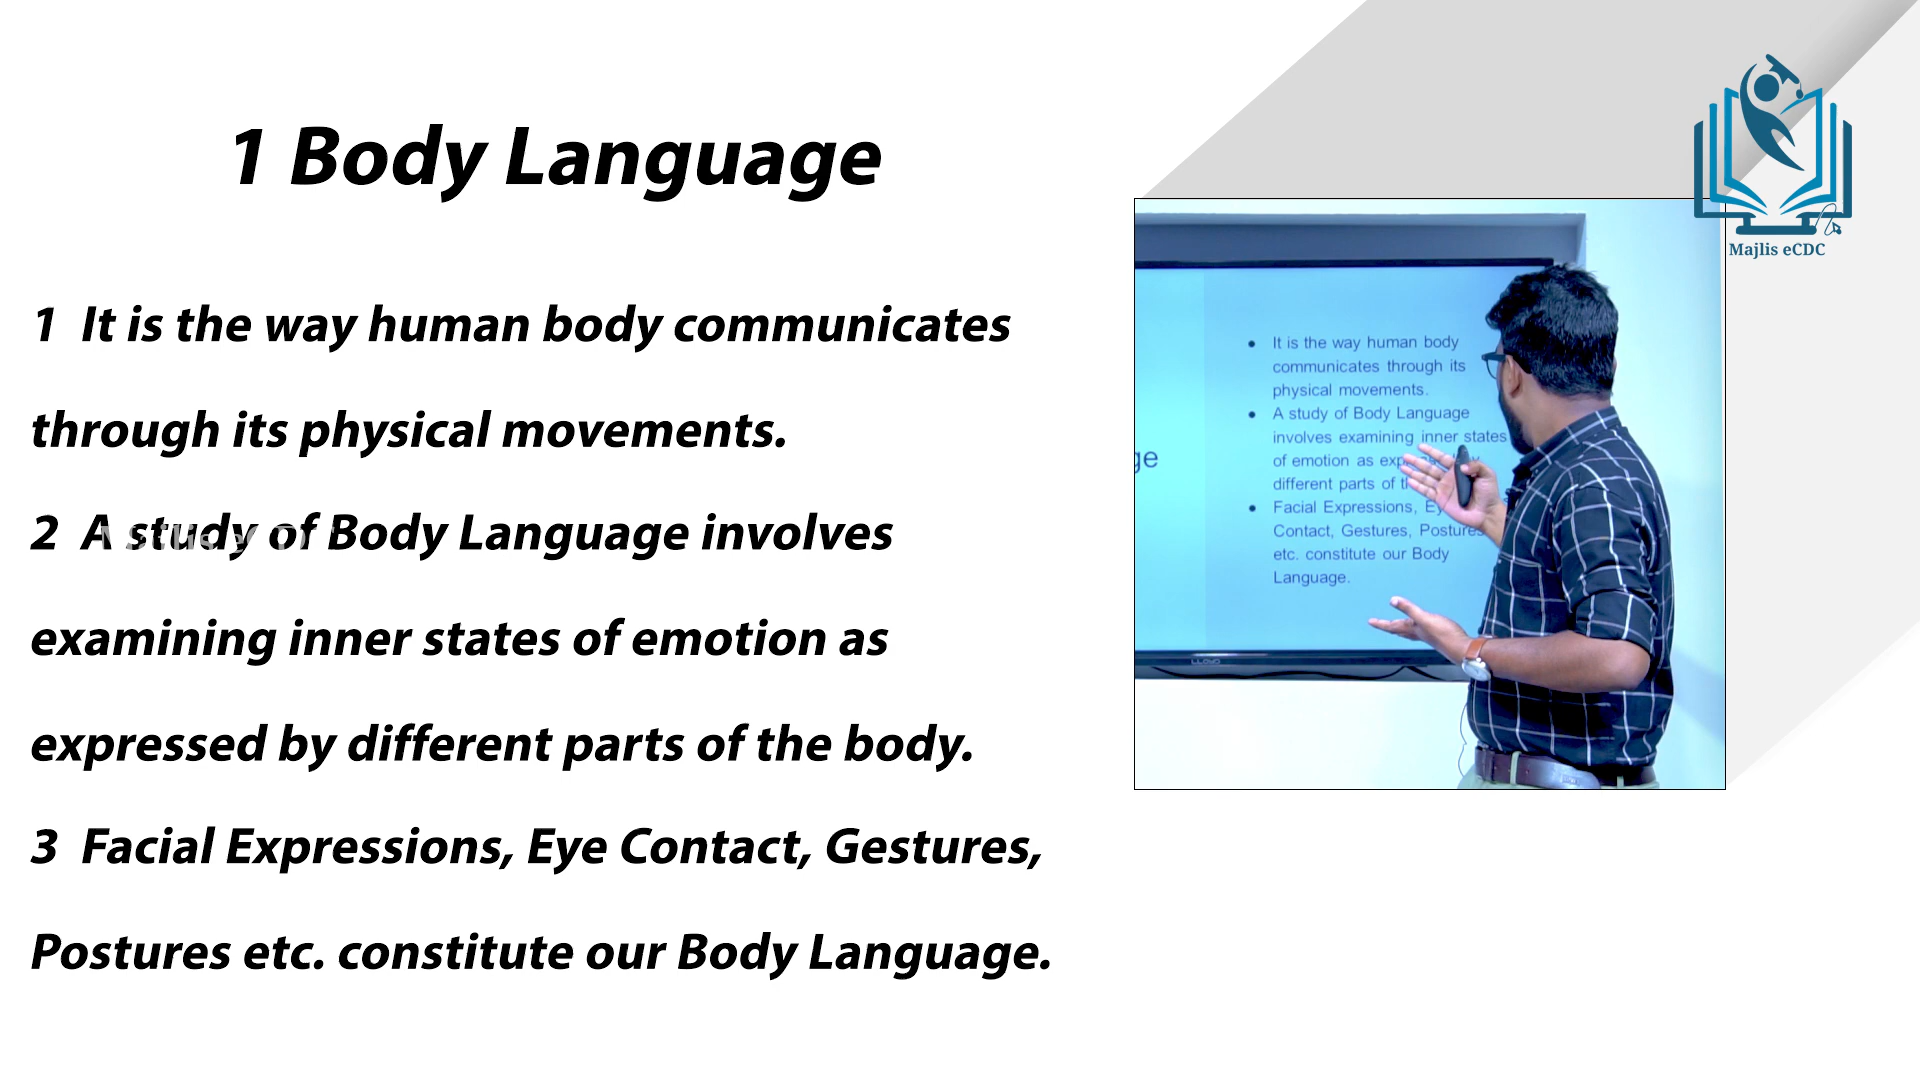 1 Body Language
1 It is the way human body communicates
through its physical movements.
2 A study of Body Language involves
examining inner states of emotion as
expressed by different parts of the body.
3 Facial Expressions, Eye Contact, Gestures,
Postures etc. constitute our Body Language.
Majlis eCDC
ge
● It is the way human body
communicates through its
physical movements.
● A study of Body Language
involves examining inner states
of emotion as
different parts of
● Facial Expressions,
Contact, Gestures, Postures
etc. constitute our Body
Language.
LLOYD